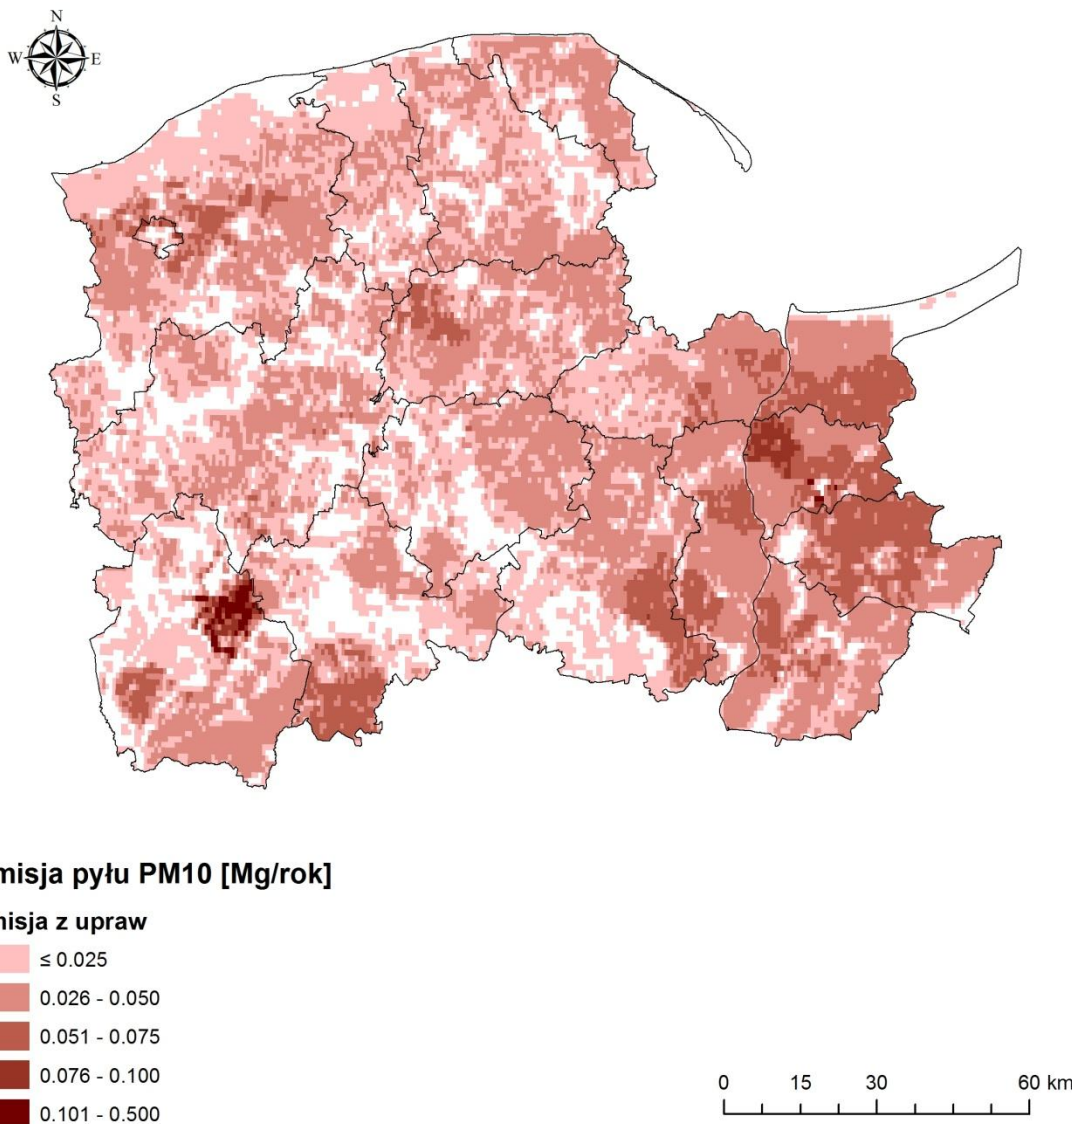 N
W E
S
misja pyłu PM10 [Mg/rok]
nisja z upraw
≤ 0.025
0.026 - 0.050
0.051 - 0.075
0.076 - 0.100
0.101 - 0.500
0 15 30 60 km